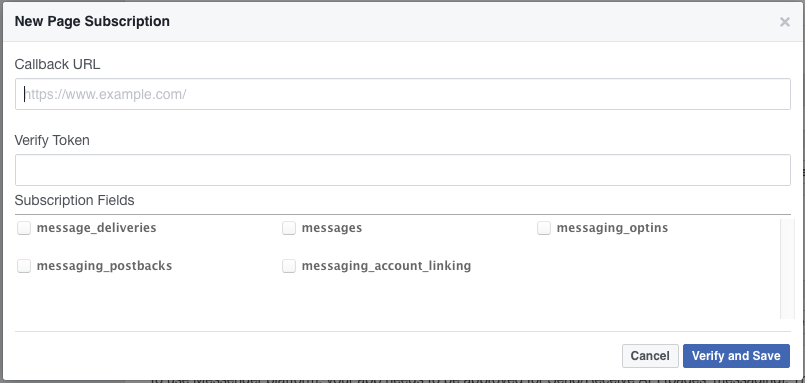 New Page Subscription ×
Callback URL
https://www.example.com/
Verify Token
Subscription Fields
message_deliveries messages messaging_optins
messaging_postbacks messaging_account_linking
Cancel Verify and Save